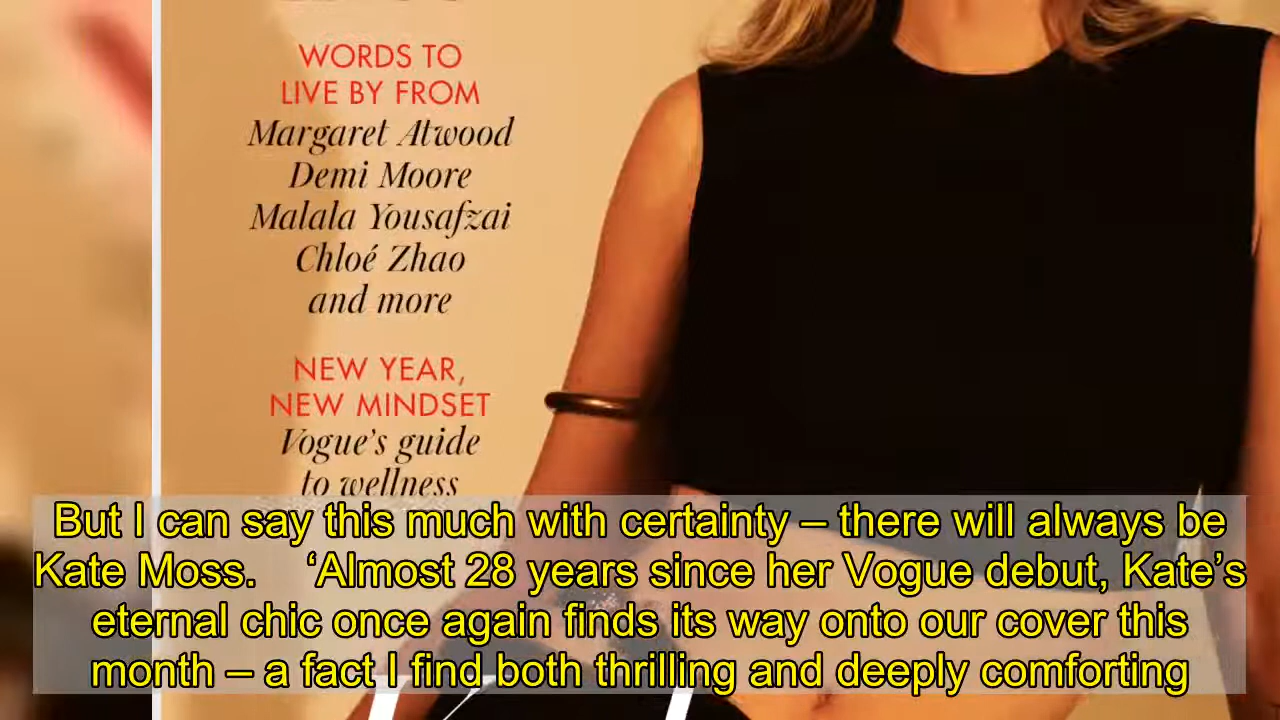 WORDS TO
LIVE BY FROM
Margaret Atwood
Demi Moore
Malala Yousafzai
Chloé Zhao
and more
NEW YEAR,
NEW MINDSET
Vogue's guide
to wellness
But I can say this much with certainty – there will always be
Kate Moss. ‘Almost 28 years since her Vogue debut, Kate’s
eternal chic once again finds its way onto our cover this
month – a fact I find both thrilling and deeply comforting